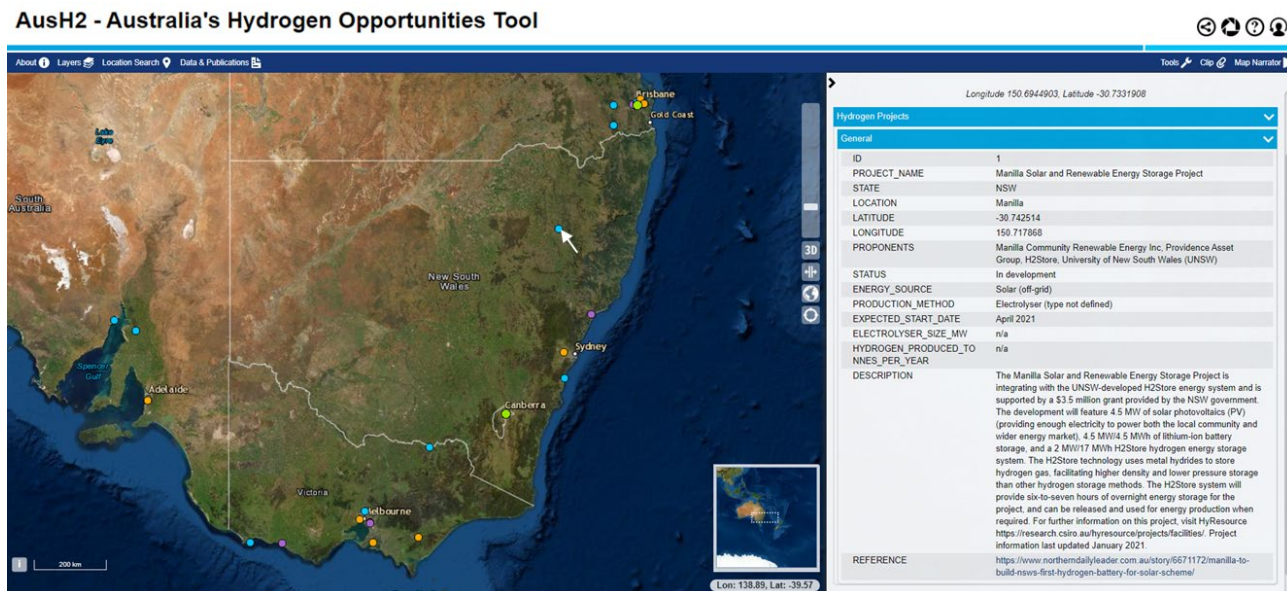 AusH2 - Australia's Hydrogen Opportunities Tool
About Layers Location Search Data & Publications Tools Clip Map Narrator
Longitude 150.6944903, Latitude -30.7331908
Hydrogen Projects
General
ID 1
PROJECT_NAME Manilla Solar and Renewable Energy Storage Project
STATE NSW
LOCATION Manilla
LATITUDE -30.742514
LONGITUDE 150.717868
PROPONENTS Manilla Community Renewable Energy Inc, Providence Asset
Group, H2Store, University of New South Wales (UNSW)
STATUS In development
ENERGY_SOURCE Solar (off-grid)
PRODUCTION_METHOD Electrolyser (type not defined)
EXPECTED_START_DATE April 2021
ELECTROLYSER_SIZE_MW n/a
HYDROGEN_PRODUCED_TO n/a
NNES_PER_YEAR
DESCRIPTION The Manilla Solar and Renewable Energy Storage Project is
integrating with the UNSW-developed H2Store energy system and is
supported by a $3.5 million grant provided by the NSW government.
The development will feature 4.5 MW of solar photovoltaics (PV)
(providing enough electricity to power both the local community and
wider energy market), 4.5 MW/4.5 MWh of lithium-ion battery
storage, and a 2 MW/17 MWh H2Store hydrogen energy storage
system. The H2Store technology uses metal hydrides to store
hydrogen gas, facilitating higher density and lower pressure storage
than other hydrogen storage methods. The H2Store system will
provide six-to-seven hours of overnight energy storage for the
project, and can be released and used for energy production when
required. For further information on this project, visit HyResource
https://research.csiro.au/hyresource/projects/facilities/. Project
information last updated January 2021.
REFERENCE https://www.northerndailyleader.com.au/story/6671172/manilla-to-
build-nsws-first-hydrogen-battery-for-solar-scheme/
Brisbane
Gold Coast
Lake
Eyre
South
Australia
3D
New South
Wales
Sydney
Spencer
Gulf
Adelaide
Canberra
Victoria
Melbourne
200 km
Lon: 138.89, Lat: -39.57